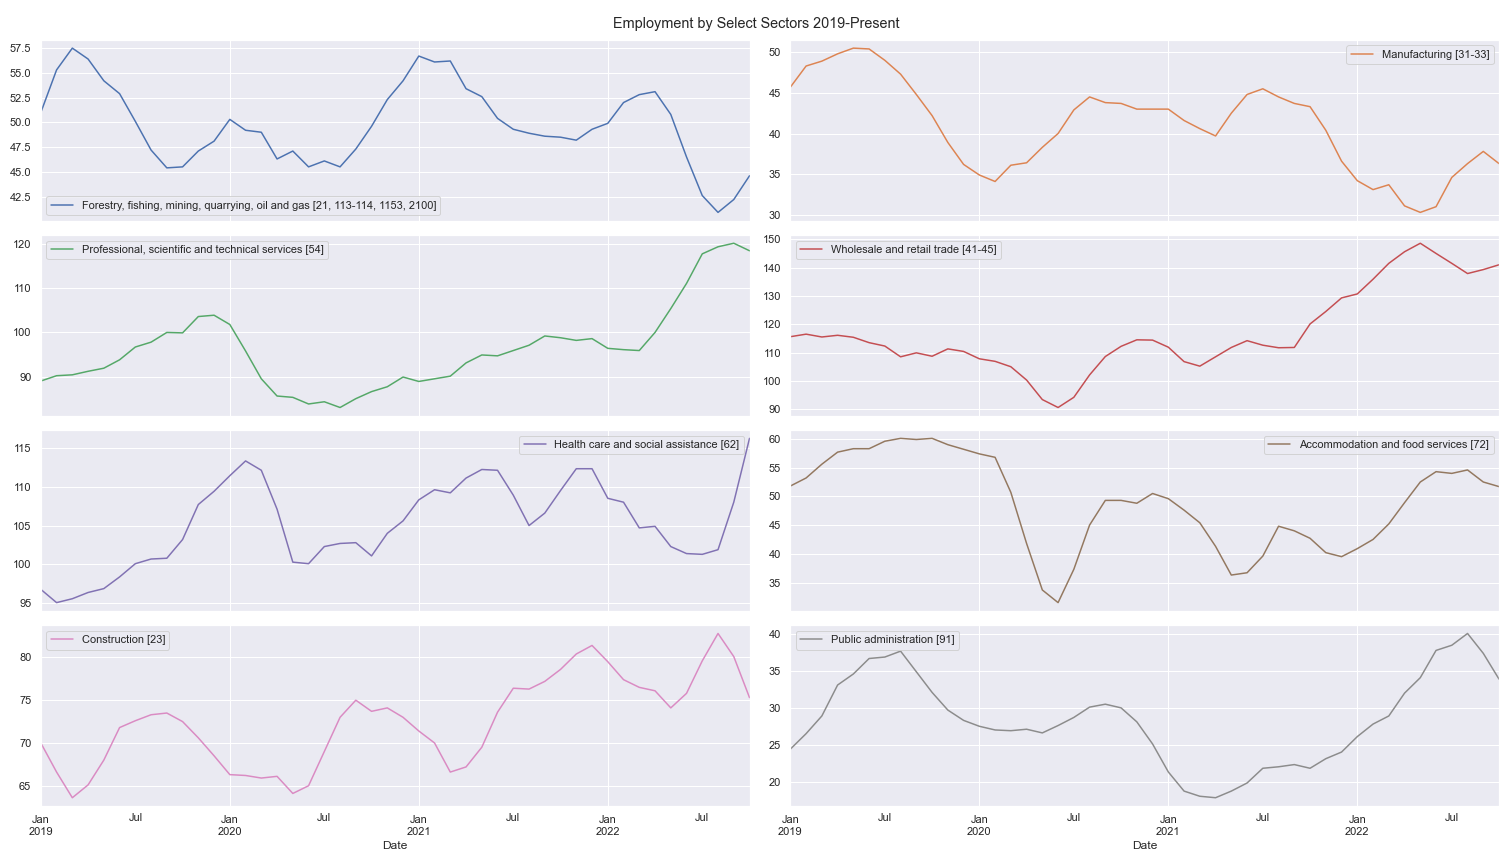 Employment by Select Sectors 2019-Present
57.5
55.0
52.5
50.0
47.5
45.0
42.5
Forestry, fishing, mining, quarrying, oil and gas [21, 113-114, 1153, 2100]
50
45
40
35
30
Manufacturing [31-33]
120
110
100
90
Professional, scientific and technical services [54]
150
140
130
120
110
100
90
Wholesale and retail trade [41-45]
115
110
105
100
95
Health care and social assistance [62]
60
55
50
45
40
35
Accommodation and food services [72]
80
75
70
65
Construction [23]
Jan
2019
Jul
Jan
2020
Jul
Jan
2021
Jul
Jan
2022
Jul
Date
40
35
30
25
20
Public administration [91]
Jan
2019
Jul
Jan
2020
Jul
Jan
2021
Jul
Jan
2022
Jul
Date